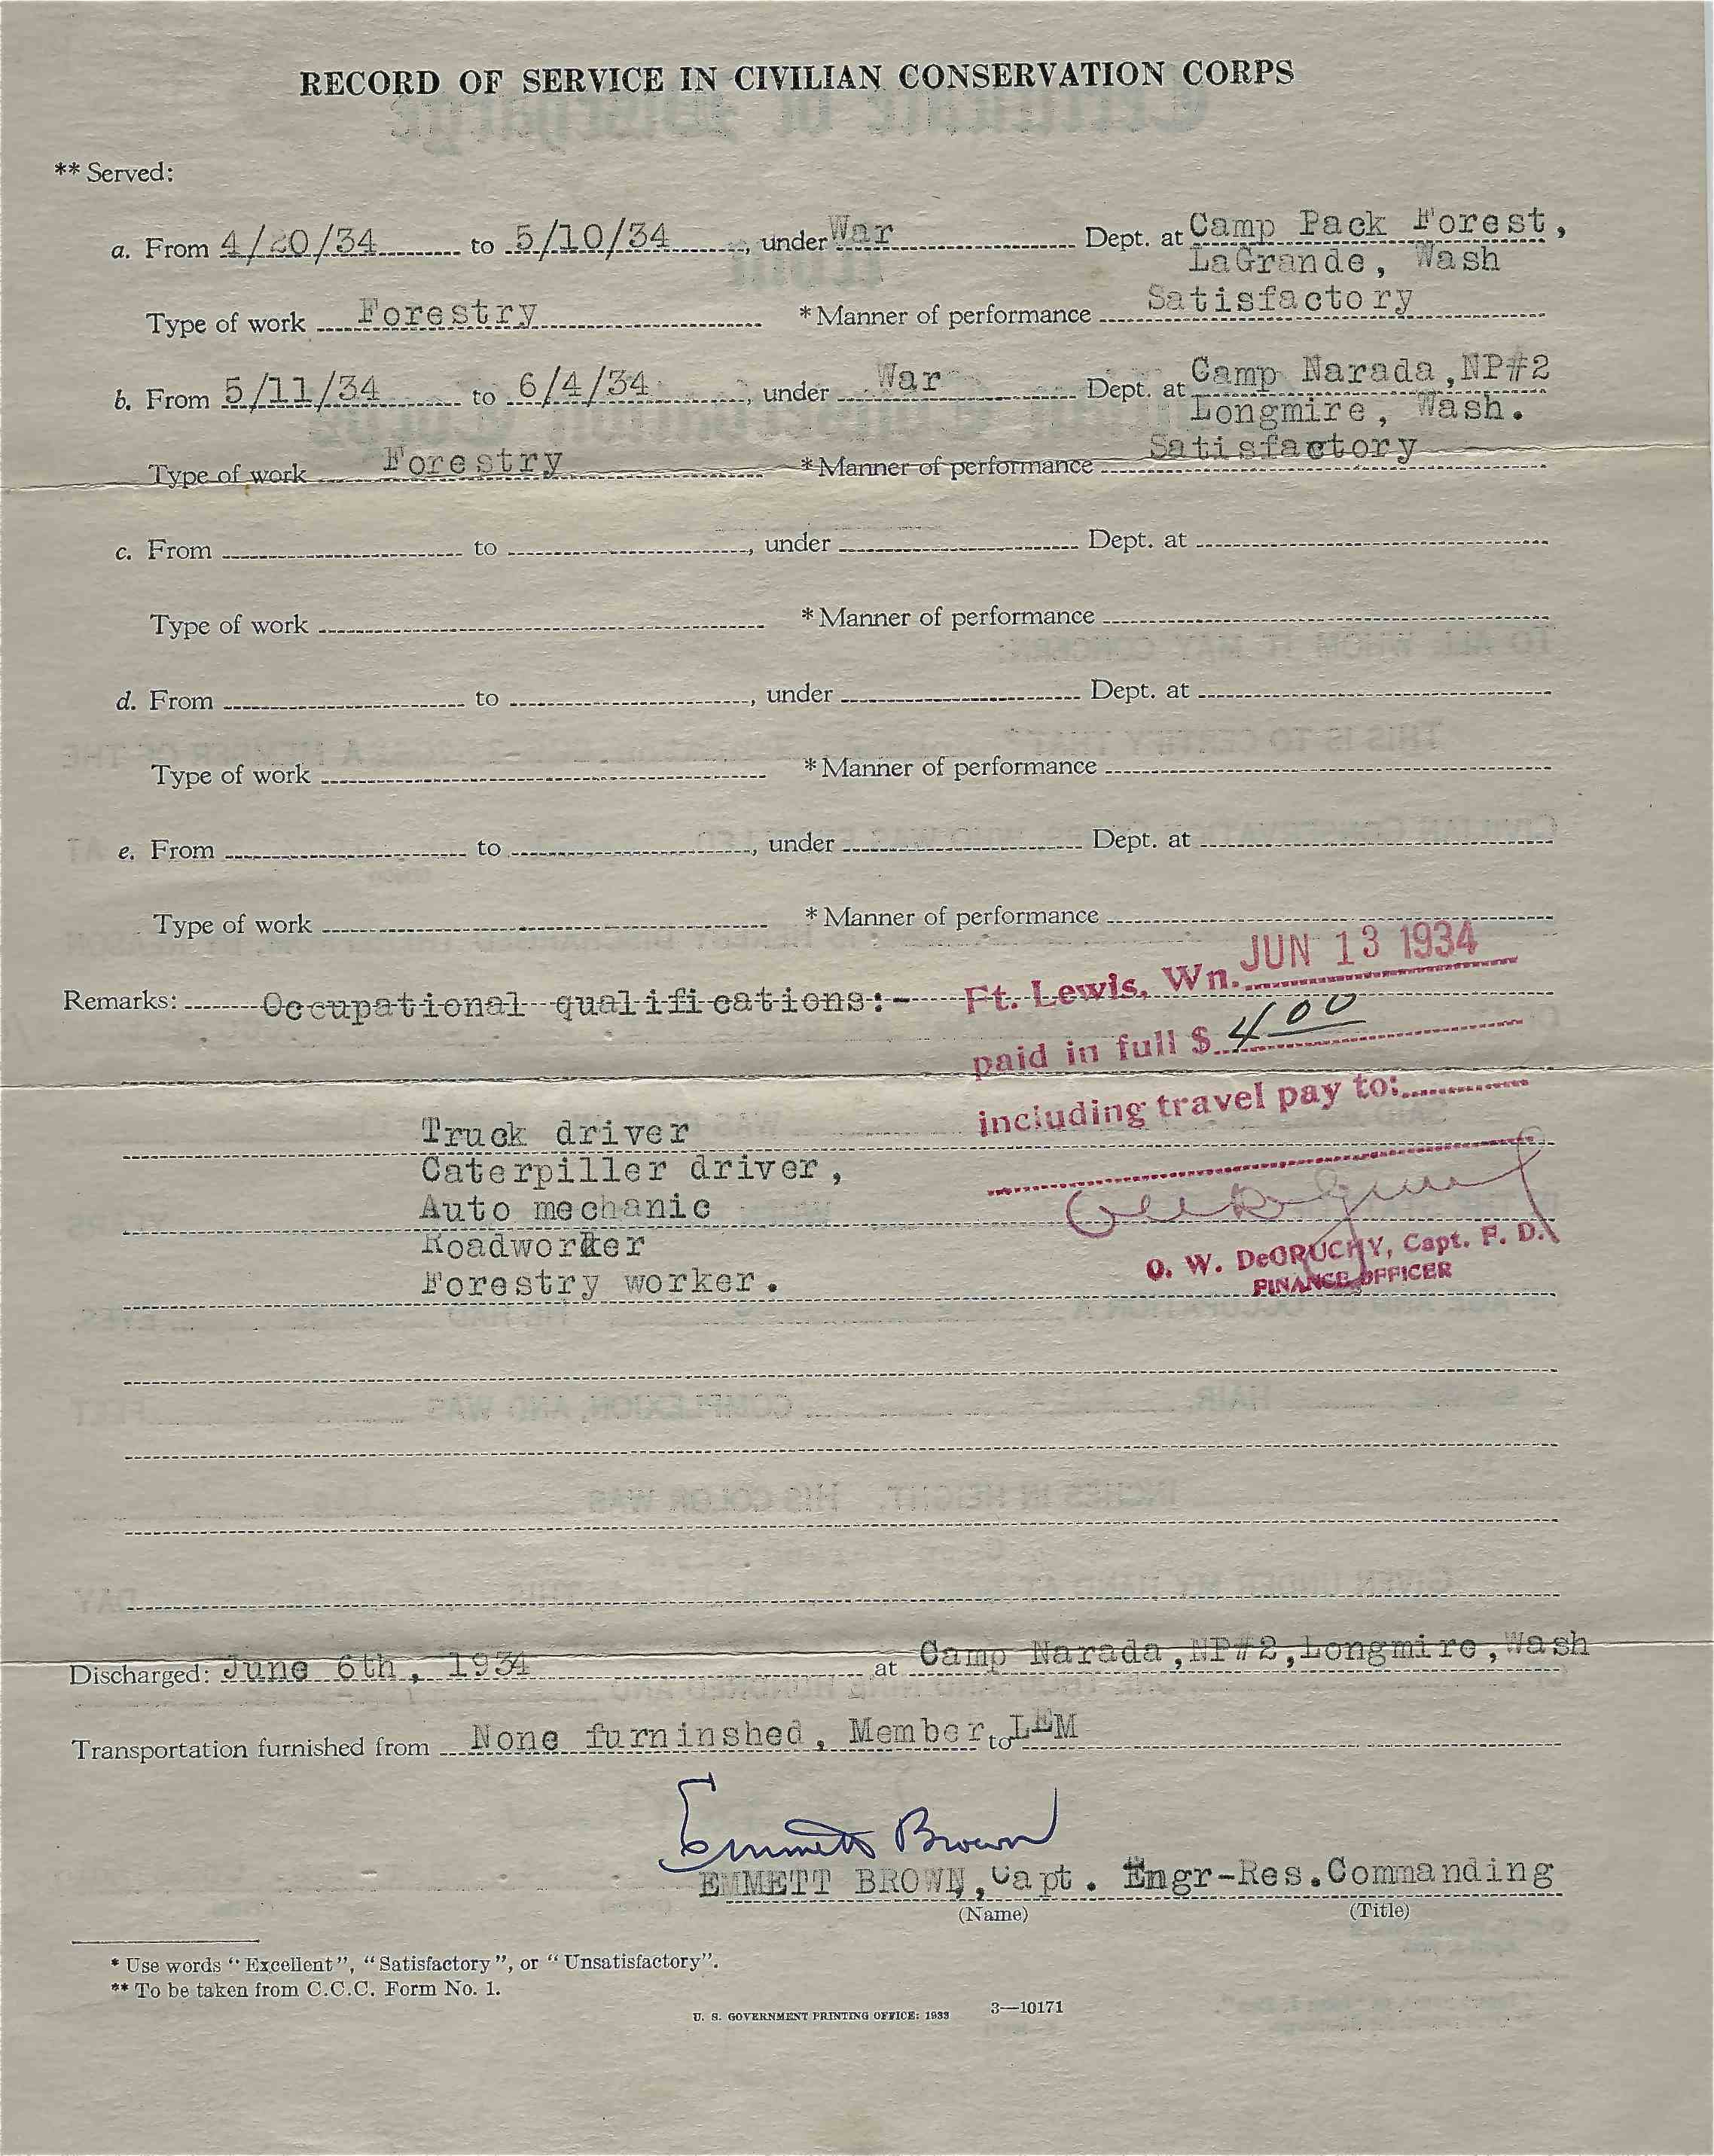 RECORD OF SERVICE IN CIVILIAN CONSERVATION CORPS
** Served:
a. From 4/20/34 to 5/10/34, under War Dept. at Camp Pack Forest,
LaGrande, Wash
Type of work Forestry *Manner of performance Satisfactory
b. From 5/11/34 to 6/4/34, under War Dept. at Camp Narada,NP#2
Longmire, Wash.
Type of work Forestry *Manner of performance Satisfactory
c. From to , under Dept. at
Type of work *Manner of performance
d. From to , under Dept. at
Type of work *Manner of performance
e. From to , under Dept. at
Type of work *Manner of performance
JUN 13 1934
Remarks: Occupational qualifications:- Ft. Lewis, Wn.
paid in full $ 4 00
including travel pay to:
Truck driver
Caterpiller driver,
Auto mechanic
Roadworker
Forestry worker.
O. W. DeGRUCHY, Capt. F. D.
FINANCE OFFICER
Discharged: June 6th, 1934 at Camp Narada,NP#2,Longmire,Wash
Transportation furnished from None furninshed, Member to LEM
Emmett Brown
EMMETT BROWN,Capt. Engr-Res.Commanding
(Name) (Title)
* Use words "Excellent", "Satisfactory", or "Unsatisfactory".
** To be taken from C.C.C. Form No. 1.
U. S. GOVERNMENT PRINTING OFFICE: 1933 3—10171